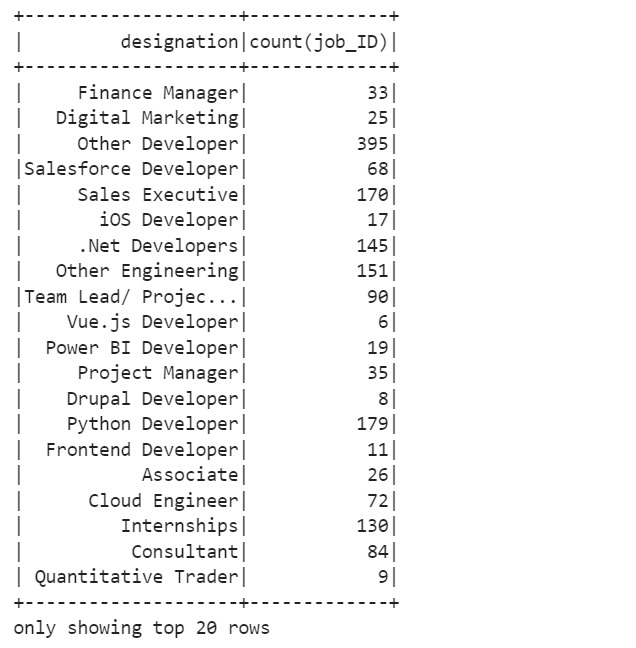 +---------------------+-------------+
|          designation|count(job_ID)|
+---------------------+-------------+
|      Finance Manager|           33|
|    Digital Marketing|           25|
|      Other Developer|          395|
|Salesforce Developer|           68|
|      Sales Executive|          170|
|        iOS Developer|           17|
|      .Net Developers|          145|
|    Other Engineering|          151|
|Team Lead/ Projec...|           90|
|     Vue.js Developer|            6|
|   Power BI Developer|           19|
|      Project Manager|           35|
|     Drupal Developer|            8|
|     Python Developer|          179|
|   Frontend Developer|           11|
|            Associate|           26|
|       Cloud Engineer|           72|
|          Internships|          130|
|           Consultant|           84|
|  Quantitative Trader|            9|
+---------------------+-------------+
only showing top 20 rows